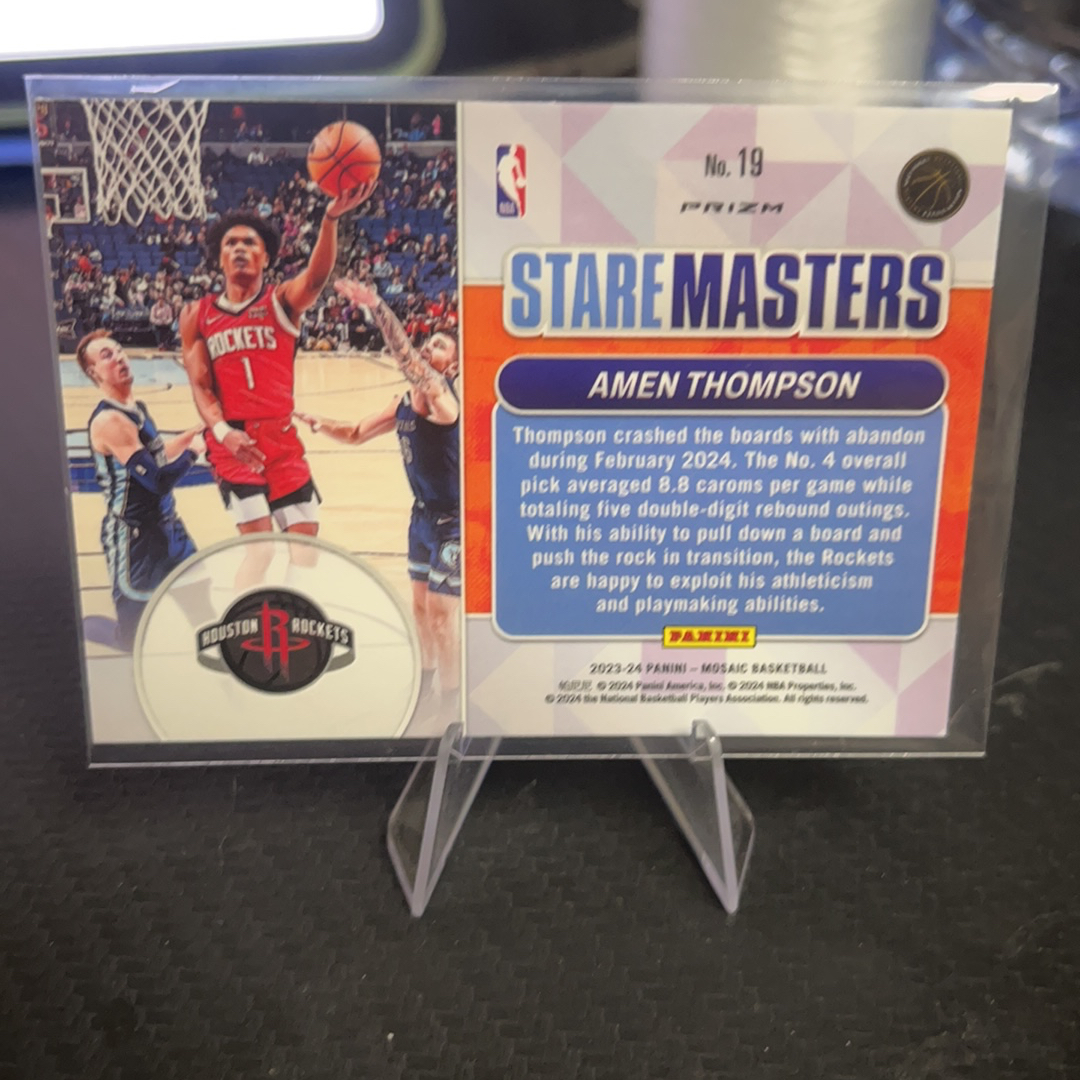 ROCKETS
1
HOUSTON ROCKETS
NBA
No. 19
PRIZM
STARE MASTERS
AMEN THOMPSON
Thompson crashed the boards with abandon
during February 2024. The No. 4 overall
pick averaged 8.8 caroms per game while
totaling five double-digit rebound outings.
With his ability to pull down a board and
push the rock in transition, the Rockets
are happy to exploit his athleticism
and playmaking abilities.
PANINI
2023-24 PANINI – MOSAIC BASKETBALL
© 2024 Panini America, Inc. © 2024 NBA Properties, Inc.
© 2024 the National Basketball Players Association. All rights reserved.